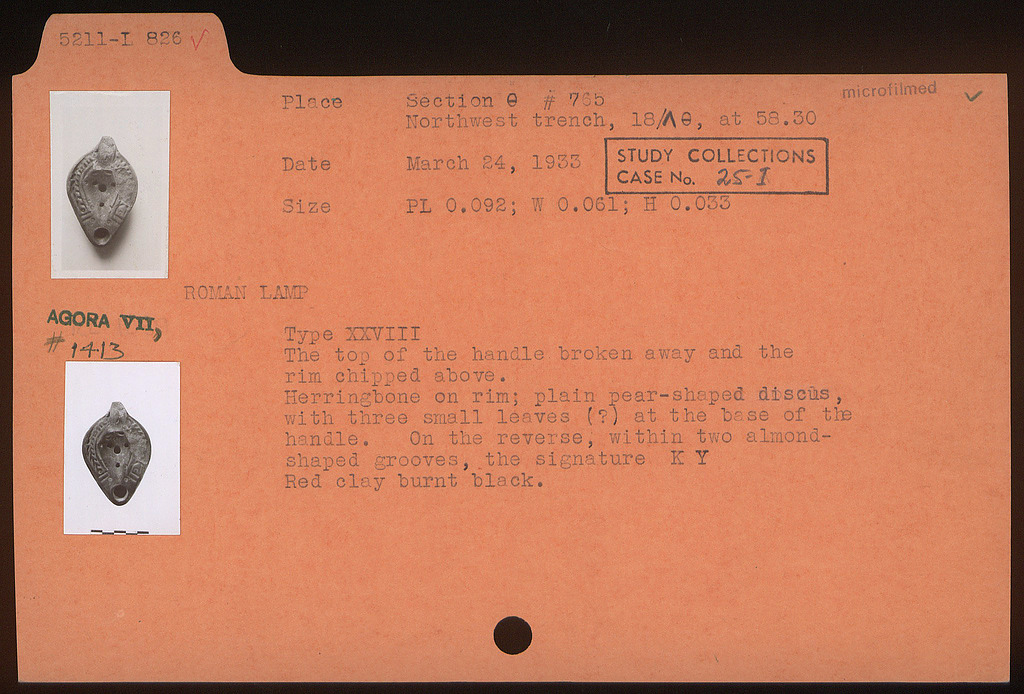 5211-L 826 ✓
microfilmed ✓
Place Section Θ # 765
Northwest trench, 18/ΛΘ, at 58.30
Date March 24, 1933
STUDY COLLECTIONS
CASE No. 25-I
Size PL 0.092; W 0.061; H 0.033
ROMAN LAMP
AGORA VII,
# 1413
Type XXVIII
The top of the handle broken away and the
rim chipped above.
Herringbone on rim; plain pear-shaped discus,
with three small leaves (?) at the base of the
handle. On the reverse, within two almond-
shaped grooves, the signature K Y
Red clay burnt black.